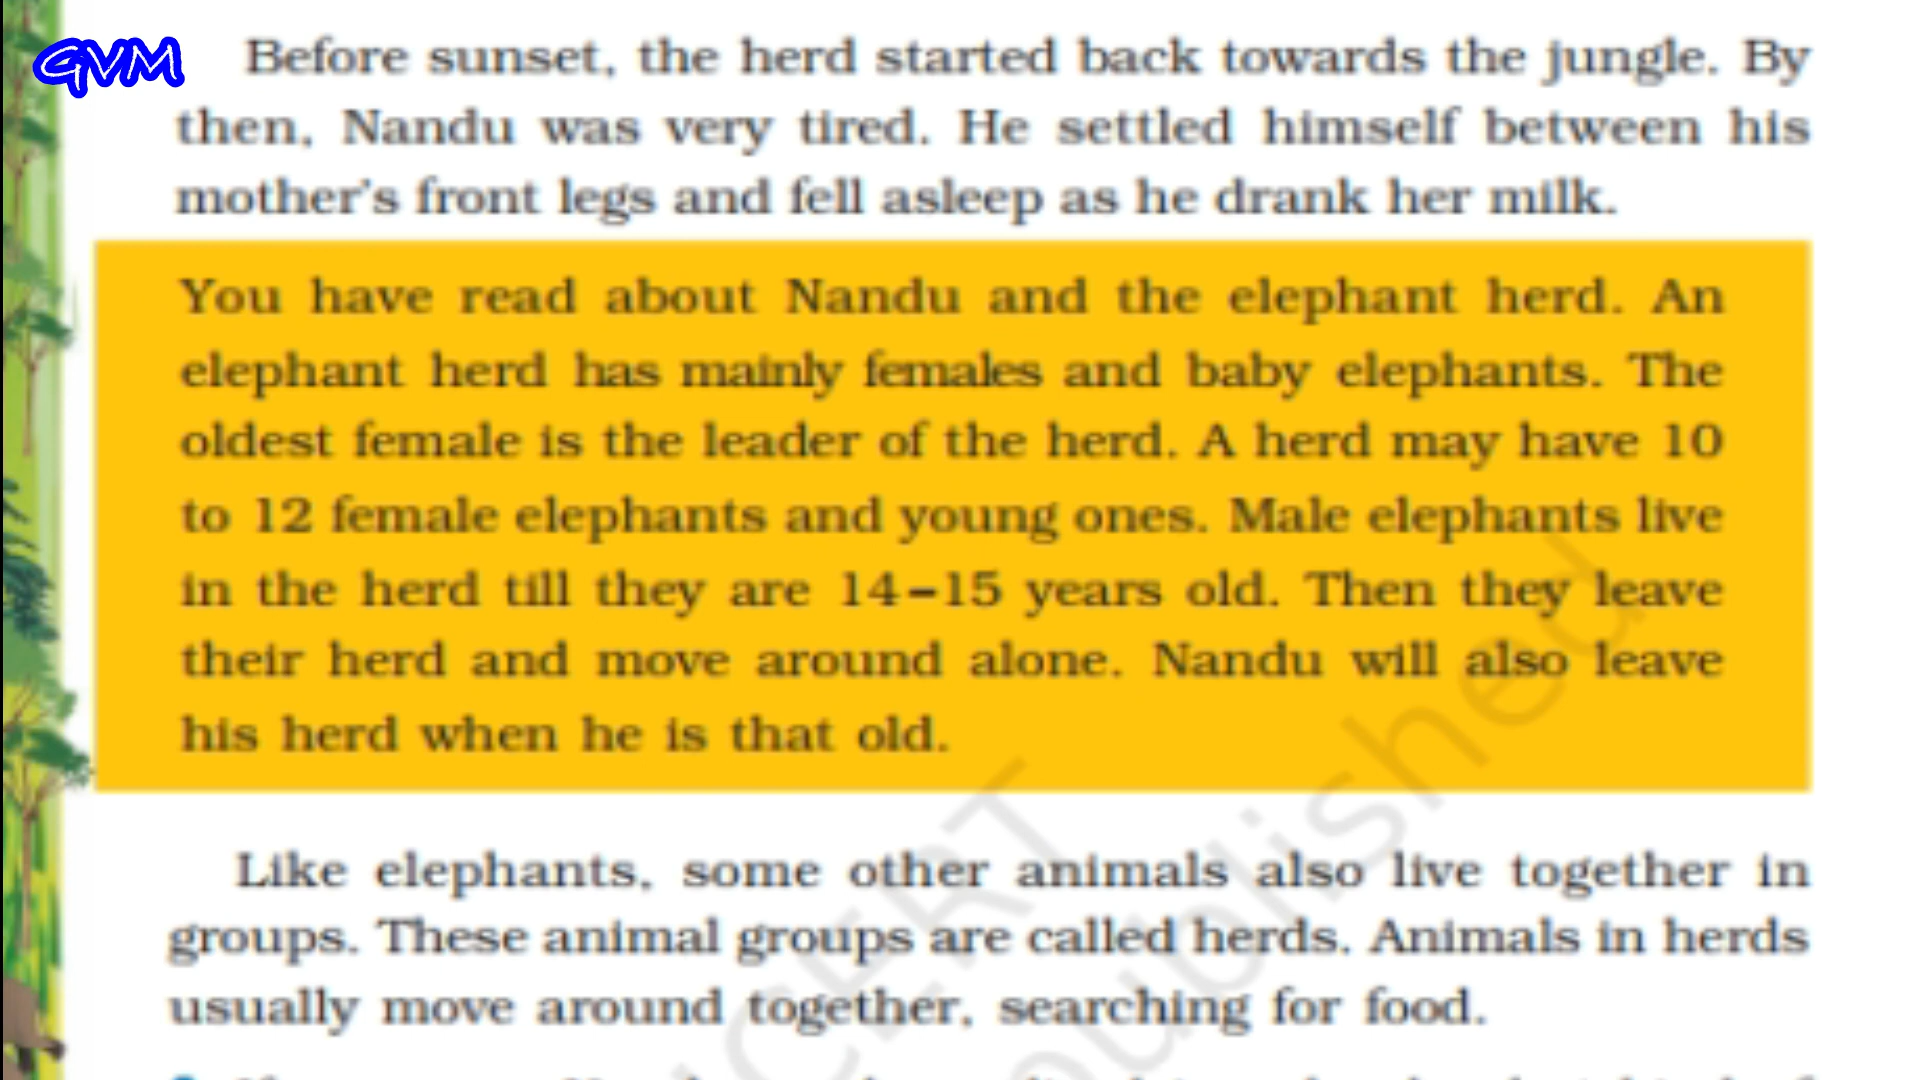 GVM
Before sunset, the herd started back towards the jungle. By
then, Nandu was very tired. He settled himself between his
mother's front legs and fell asleep as he drank her milk.
You have read about Nandu and the elephant herd. An
elephant herd has mainly females and baby elephants. The
oldest female is the leader of the herd. A herd may have 10
to 12 female elephants and young ones. Male elephants live
in the herd till they are 14–15 years old. Then they leave
their herd and move around alone. Nandu will also leave
his herd when he is that old.
Like elephants, some other animals also live together in
groups. These animal groups are called herds. Animals in herds
usually move around together, searching for food.